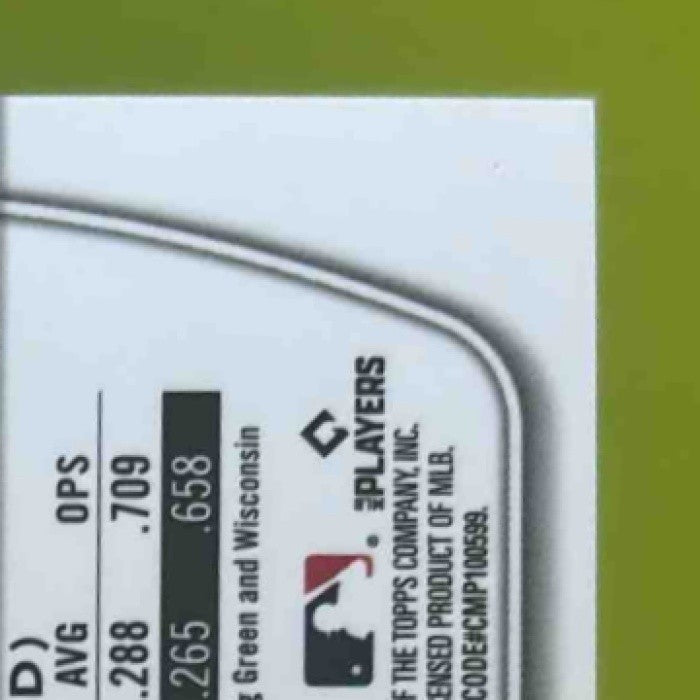 D)
AVG OPS
.288 .709
.265 .658
g Green and Wisconsin
MLB PLAYERS
®
F THE TOPPS COMPANY, INC.
ENSED PRODUCT OF MLB.
CODE#CMP100599.